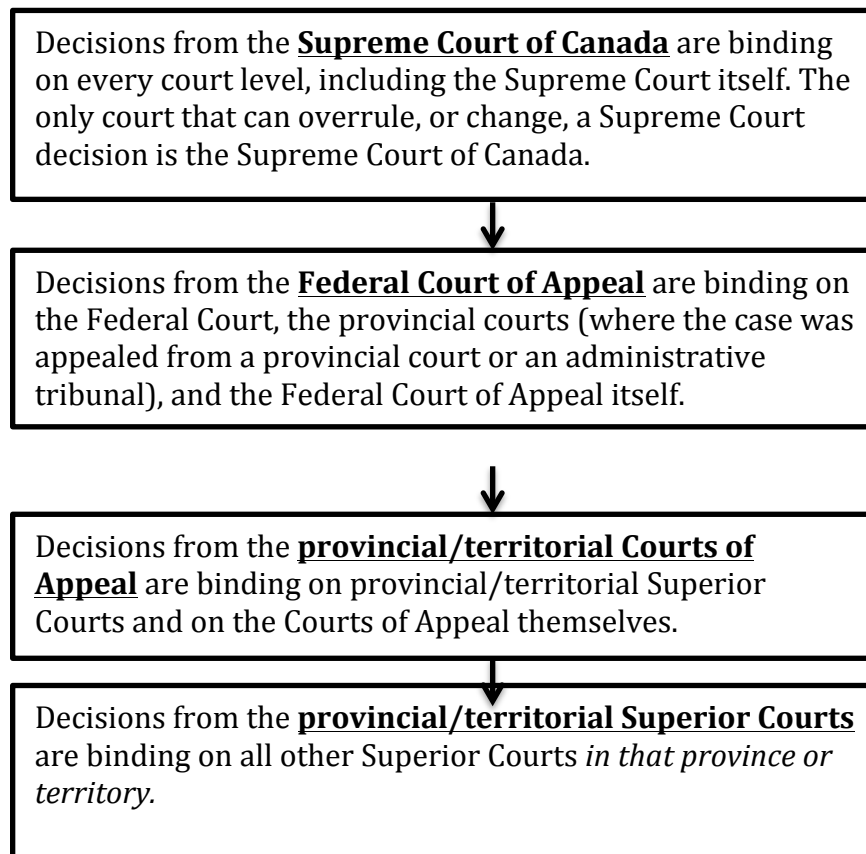 Decisions from the Supreme Court of Canada are binding
on every court level, including the Supreme Court itself. The
only court that can overrule, or change, a Supreme Court
decision is the Supreme Court of Canada.
Decisions from the Federal Court of Appeal are binding on
the Federal Court, the provincial courts (where the case was
appealed from a provincial court or an administrative
tribunal), and the Federal Court of Appeal itself.
Decisions from the provincial/territorial Courts of
Appeal are binding on provincial/territorial Superior
Courts and on the Courts of Appeal themselves.
Decisions from the provincial/territorial Superior Courts
are binding on all other Superior Courts in that province or
territory.